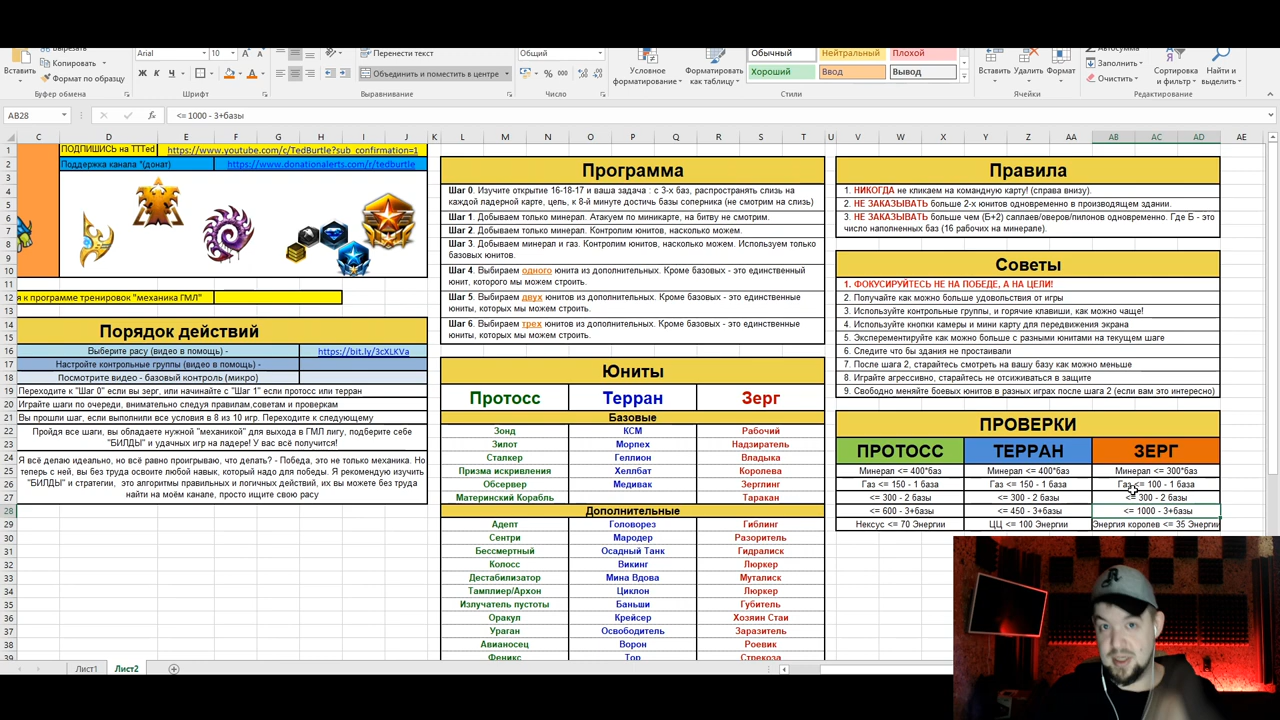 Вырезать
Вставить
Копировать
Формат по образцу
Буфер обмена
Arial
10
Ж К Ч
Шрифт
Перенести текст
Объединить и поместить в центре
Выравнивание
Общий
Число
Условное форматирование
Форматировать как таблицу
Обычный
Нейтральный
Плохой
Хороший
Ввод
Вывод
Стили
Вставить
Удалить
Формат
Ячейки
Автосумма
Заполнить
Очистить
Сортировка и фильтр
Найти и выделить
Редактирование
AB28
<= 1000 - 3+базы
C D E F G H I J K L M N O P Q R S T U V W X Y Z AA AB AC AD AE
ПОДПИШИСЬ на TTTed
https://www.youtube.com/c/TedBurtle?sub_confirmation=1
Поддержка канала "(донат)
https://www.donationalerts.com/r/tedburtle
я к программе тренировок "механика ГМЛ"
Порядок действий
Выберите расу (видео в помощь) -
https://bit.ly/3cXLKVa
Настройте контрольные группы (видео в помощь) -
Посмотрите видео - базовый контроль (микро)
Переходите к "Шаг 0" если вы зерг, или начинайте с "Шаг 1" если протосс или терран
Играйте шаги по очереди, внимательно следуя правилам,советам и проверкам
Вы прошли шаг, если выполнили все условия в 8 из 10 игр. Переходите к следующему
Пройдя все шаги, вы обладаете нужной "механикой" для выхода в ГМЛ лигу, подберите себе
"БИЛДЫ" и удачных игр на ладере! У вас всё получится!
Я всё делаю идеально, но всё равно проигрываю, что делать? - Победа, это не только механика. Но
теперь с ней, вы без труда освоите любой навык, который надо для победы. Я рекомендую изучить
"БИЛДЫ" и стратегии, это алгоритмы правильных и логичных действий, их вы можете без труда
найти на моём канале, просто ищите свою расу
Программа
Шаг 0. Изучите открытие 16-18-17 и ваша задача : с 3-х баз, распространять слизь на
каждой ладерной карте, цель, к 8-й минуте достичь базы соперника (не смотрим на слизь)
Шаг 1. Добываем только минерал. Атакуем по миникарте, на битву не смотрим.
Шаг 2. Добываем только минерал. Контролим юнитов, насколько можем.
Шаг 3. Добываем минерал и газ. Контролим юнитов, насколько можем. Используем только
базовых юнитов.
Шаг 4. Выбираем одного юнита из дополнительных. Кроме базовых - это единственный
юнит, которого мы можем строить.
Шаг 5. Выбираем двух юнитов из дополнительных. Кроме базовых - это единственные
юниты, которых мы можем строить.
Шаг 6. Выбираем трех юнитов из дополнительных. Кроме базовых - это единственные
юниты, которых мы можем строить.
Юниты
Протосс Терран Зерг
Базовые
Зонд КСМ Рабочий
Зилот Морпех Надзиратель
Сталкер Геллион Владыка
Призма искривления Хеллбат Королева
Обсервер Медивак Зерглинг
Материнский Корабль Таракан
Дополнительные
Адепт Головорез Гиблинг
Сентри Мародер Разоритель
Бессмертный Осадный Танк Гидралиск
Колосс Викинг Люркер
Дестабилизатор Мина Вдова Муталиск
Тамплиер/Архон Циклон Люркер
Излучатель пустоты Баньши Губитель
Оракул Крейсер Хозяин Стаи
Ураган Освободитель Заразитель
Авианосец Ворон Роевик
Феникс Тор Стрекоза
Правила
1. НИКОГДА не кликаем на командную карту! (справа внизу).
2. НЕ ЗАКАЗЫВАТЬ больше 2-х юнитов одновременно в производящем здании.
3. НЕ ЗАКАЗЫВАТЬ больше чем (Б+2) саплаев/оверов/пилонов одновременно. Где Б - это
число наполненных баз (16 рабочих на минерале).
Советы
1. ФОКУСИРУЙТЕСЬ НЕ НА ПОБЕДЕ, А НА ЦЕЛИ!
2. Получайте как можно больше удовольствия от игры
3. Используйте контрольные группы, и горячие клавиши, как можно чаще!
4. Используйте кнопки камеры и мини карту для передвижения экрана
5. Экспериментируйте как можно больше с разными юнитами на текущем шаге
6. Следите что бы здания не простаивали
7. После шага 2, старайтесь смотреть на вашу базу как можно меньше
8. Играйте агрессивно, старайтесь не отсиживаться в защите
9. Свободно меняйте боевых юнитов в разных играх после шага 2 (если вам это интересно)
ПРОВЕРКИ
ПРОТОСС ТЕРРАН ЗЕРГ
Минерал <= 400*баз Минерал <= 400*баз Минерал <= 300*баз
Газ <= 150 - 1 база Газ <= 150 - 1 база Газ <= 100 - 1 база
<= 300 - 2 базы <= 300 - 2 базы <= 300 - 2 базы
<= 600 - 3+базы <= 450 - 3+базы <= 1000 - 3+базы
Нексус <= 70 Энергии ЦЦ <= 100 Энергии Энергия королев <= 35 Энергии
Лист1 Лист2